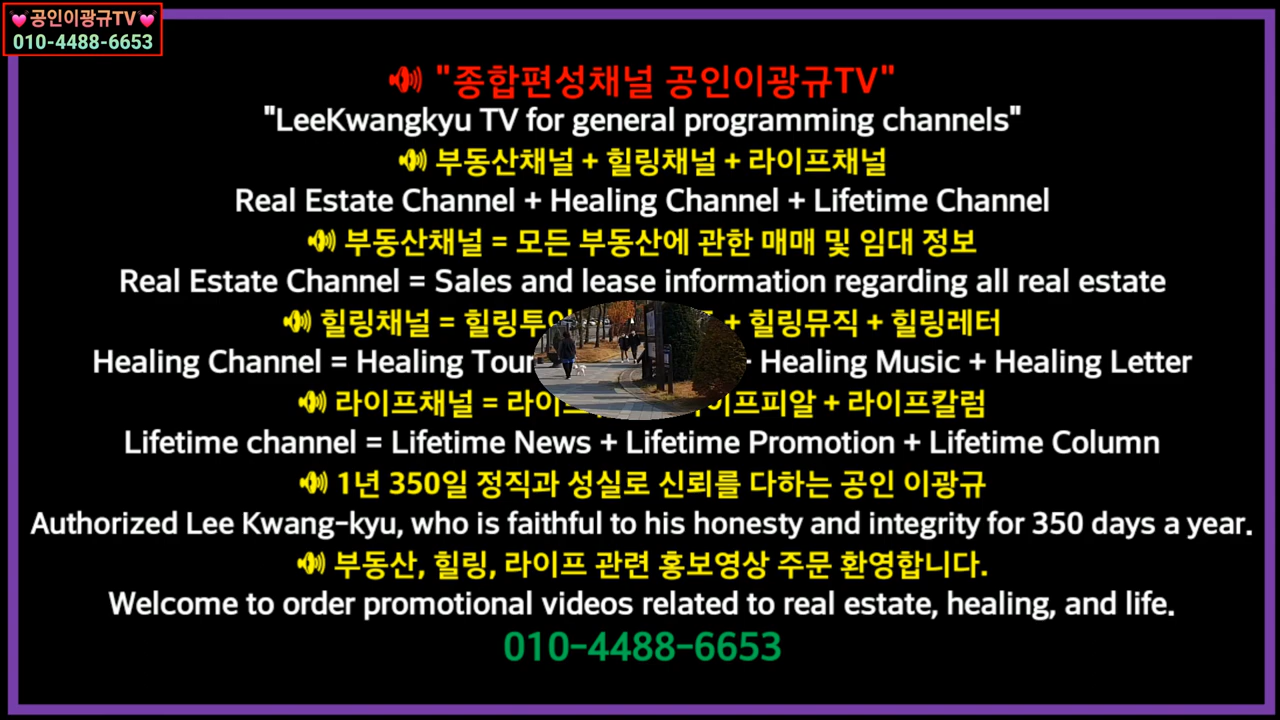 💓공인이광규TV💓
010-4488-6653
🔊 "종합편성채널 공인이광규TV"
"LeeKwangkyu TV for general programming channels"
🔊 부동산채널 + 힐링채널 + 라이프채널
Real Estate Channel + Healing Channel + Lifetime Channel
🔊 부동산채널 = 모든 부동산에 관한 매매 및 임대 정보
Real Estate Channel = Sales and lease information regarding all real estate
🔊 힐링채널 = + 힐링뮤직 + 힐링레터
Healing Channel = Healing Tour Healing Music + Healing Letter
🔊 라이프채널 = + 라이프칼럼
Lifetime channel = Lifetime News + Lifetime Promotion + Lifetime Column
🔊 1년 350일 정직과 성실로 신뢰를 다하는 공인 이광규
Authorized Lee Kwang-kyu, who is faithful to his honesty and integrity for 350 days a year.
🔊 부동산, 힐링, 라이프 관련 홍보영상 주문 환영합니다.
Welcome to order promotional videos related to real estate, healing, and life.
010-4488-6653